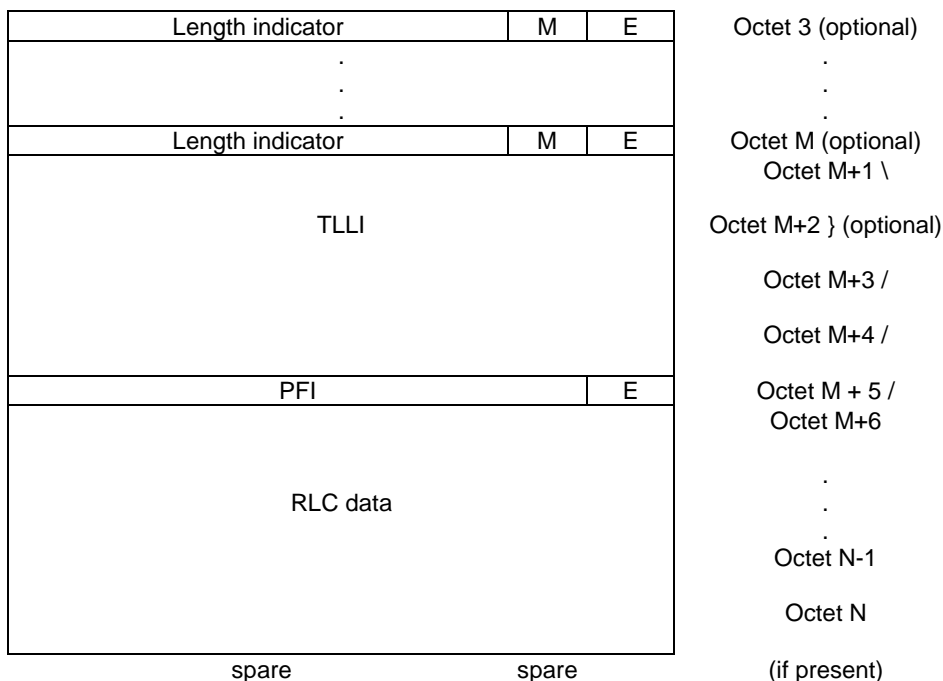 Length indicator M E Octet 3 (optional)
. .
. .
. .
Length indicator M E Octet M (optional)
Octet M+1 \
TLLI Octet M+2 } (optional)
Octet M+3 /
Octet M+4 /
PFI E Octet M + 5 /
Octet M+6
.
RLC data .
.
Octet N-1
Octet N
spare spare (if present)